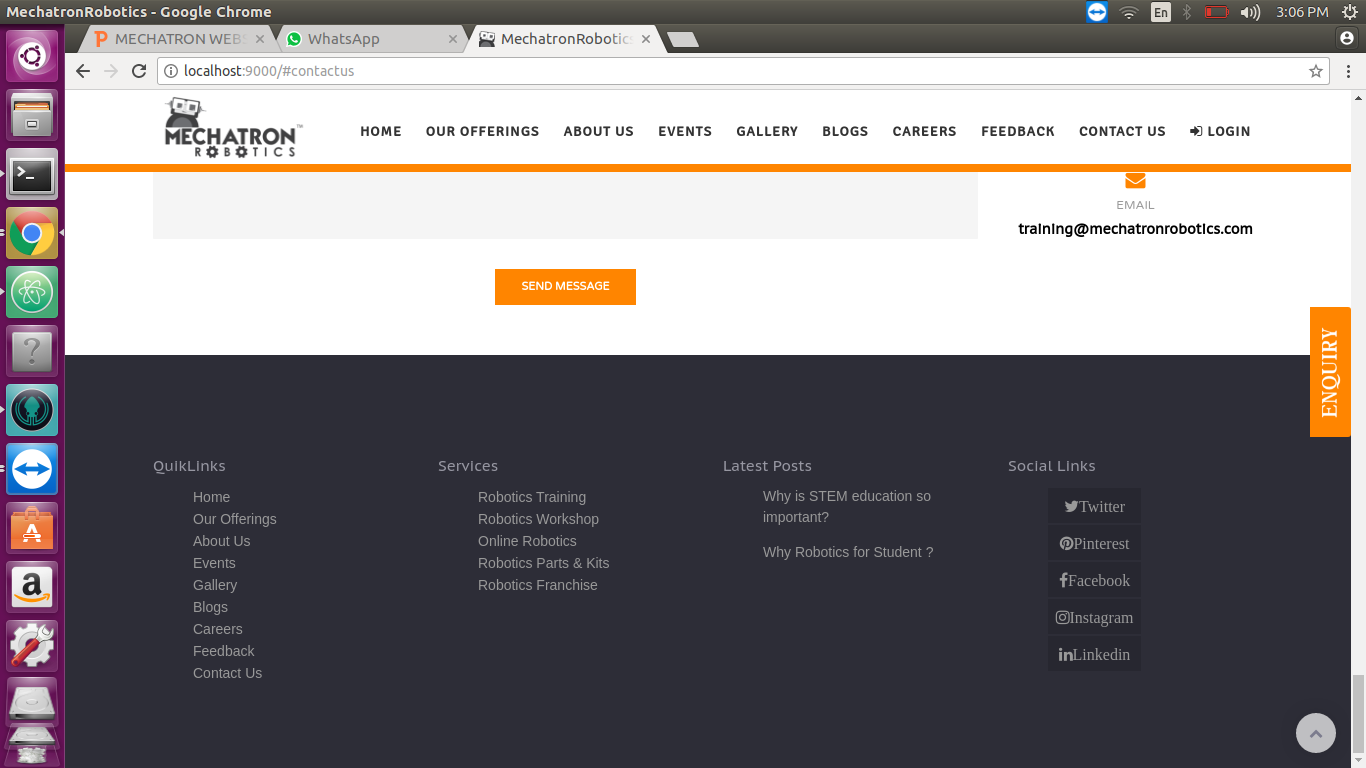 MechatronRobotics - Google Chrome
En
3:06 PM
MECHATRON WEBS
WhatsApp
MechatronRobotics
localhost:9000/#contactus
MECHATRON™
ROBOTICS
HOME
OUR OFFERINGS
ABOUT US
EVENTS
GALLERY
BLOGS
CAREERS
FEEDBACK
CONTACT US
LOGIN
EMAIL
training@mechatronrobotics.com
SEND MESSAGE
ENQUIRY
QuikLinks
Home
Our Offerings
About Us
Events
Gallery
Blogs
Careers
Feedback
Contact Us
Services
Robotics Training
Robotics Workshop
Online Robotics
Robotics Parts & Kits
Robotics Franchise
Latest Posts
Why is STEM education so
important?
Why Robotics for Student ?
Social Links
Twitter
Pinterest
Facebook
Instagram
Linkedin